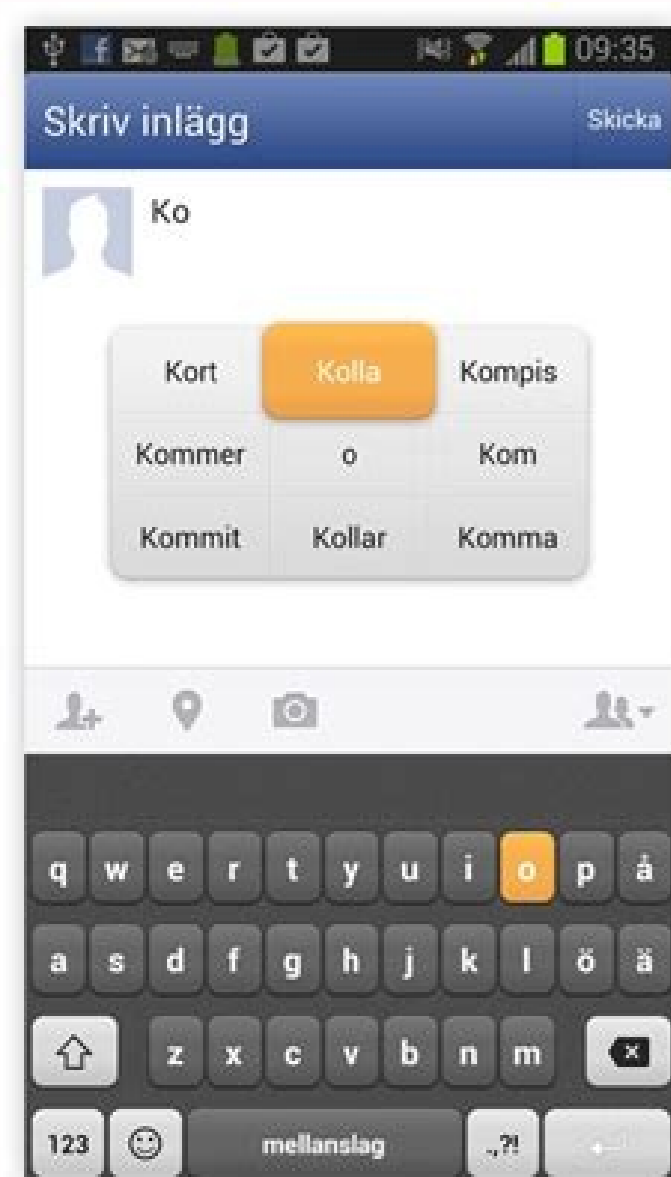 09:35
Skriv inlägg Skicka
Ko
Kort Kolla Kompis
Kommer o Kom
Kommit Kollar Komma
q w e r t y u i o p å
a s d f g h j k l ö ä
z x c v b n m
123 mellanslag .,?!